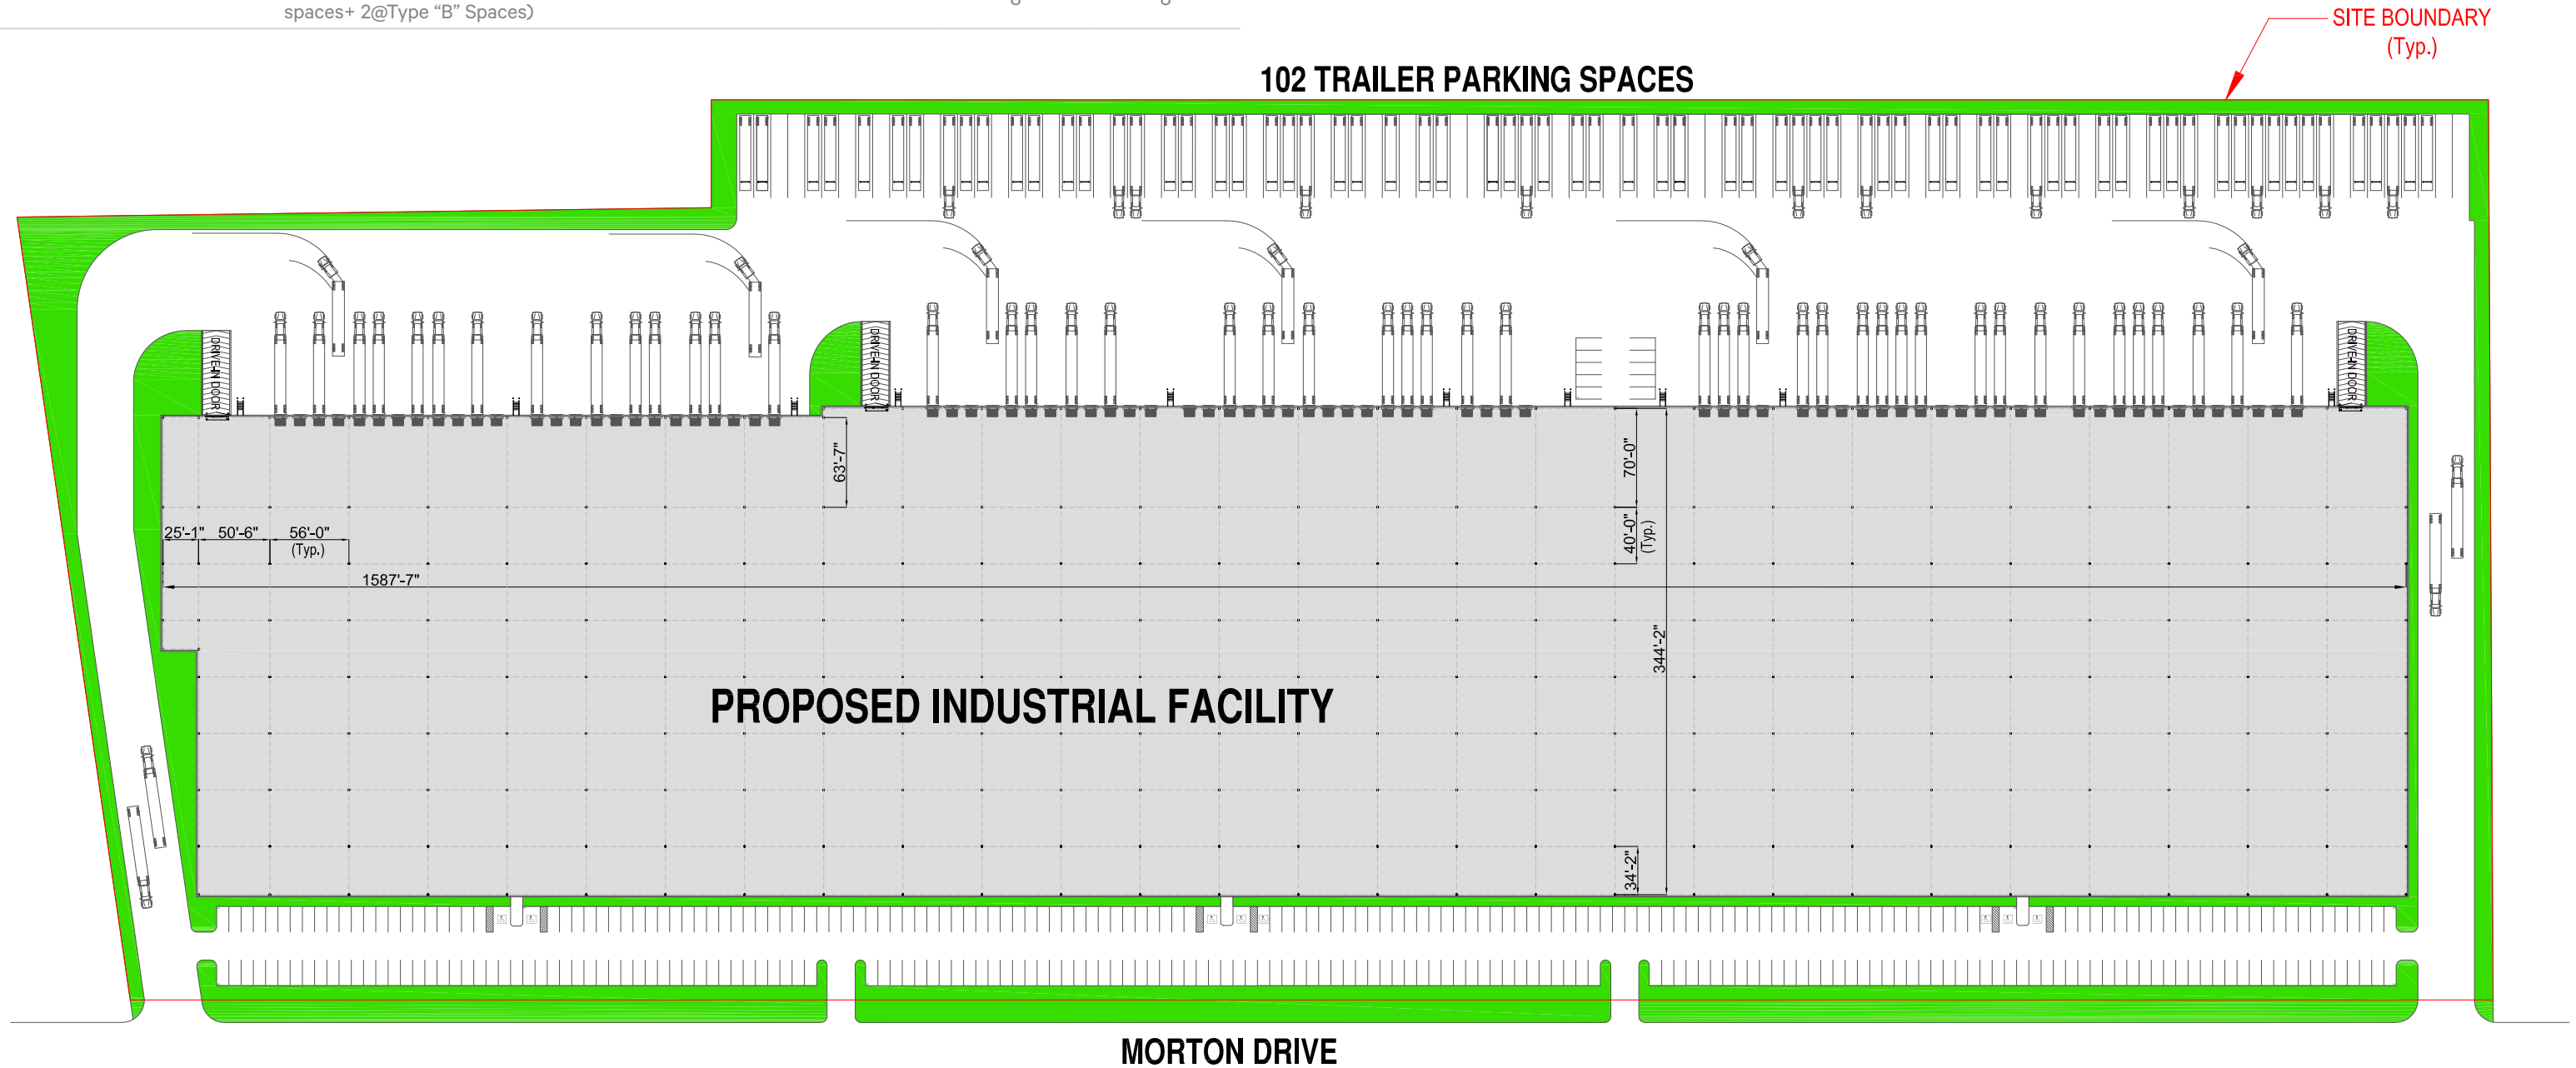 spaces+ 2@Type “B” Spaces)
SITE BOUNDARY
(Typ.)
102 TRAILER PARKING SPACES
DRIVE-IN DOOR
DRIVE-IN DOOR
DRIVE-IN DOOR
63'-7"
70'-0"
25'-1"
50'-6"
56'-0"
(Typ.)
40'-0"
(Typ.)
1587'-7"
344'-2"
PROPOSED INDUSTRIAL FACILITY
34'-2"
MORTON DRIVE